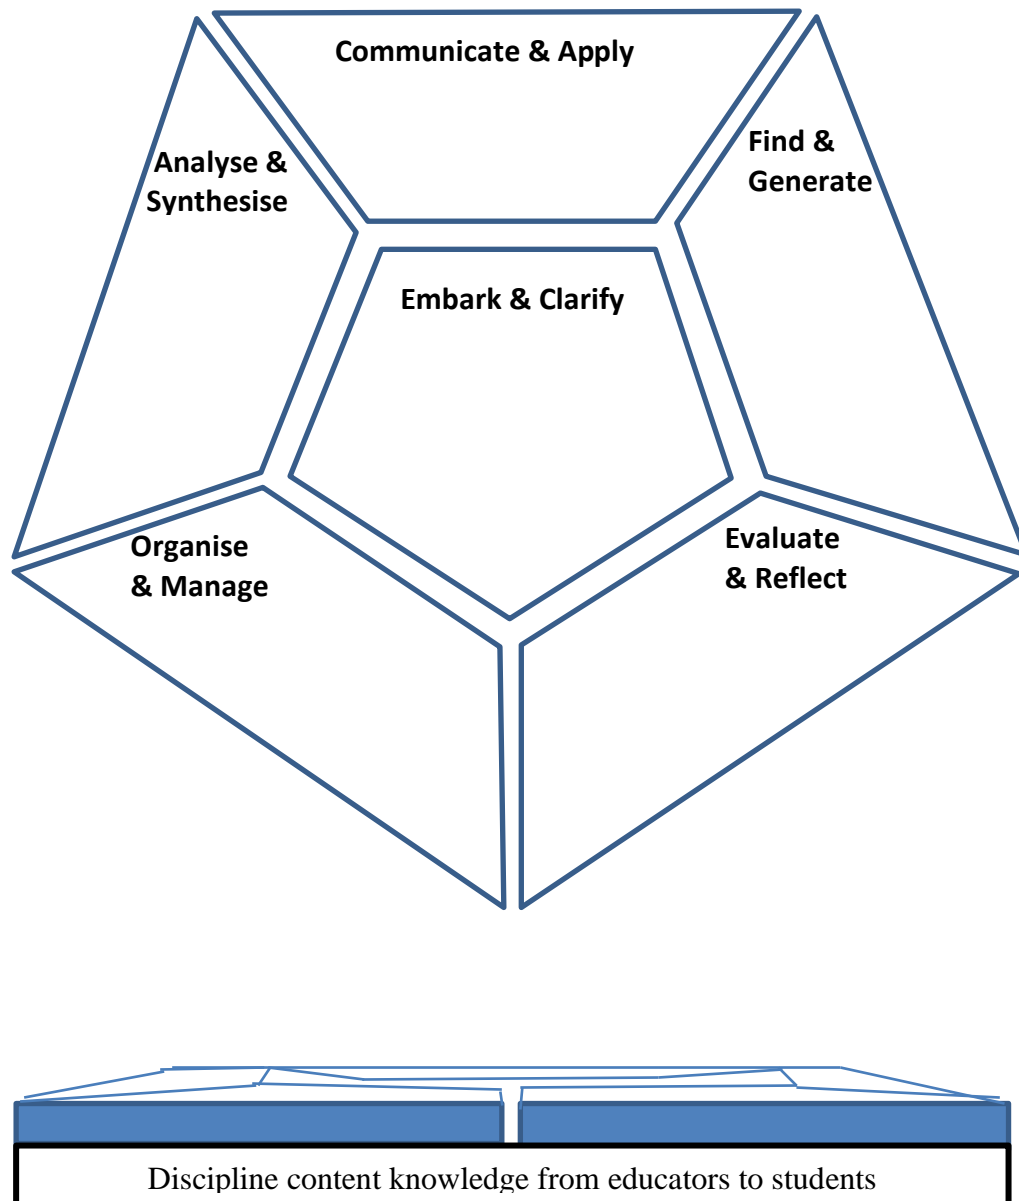 Communicate & Apply
Analyse &
Synthesise
Find &
Generate
Embark & Clarify
Organise
& Manage
Evaluate
& Reflect
Discipline content knowledge from educators to students